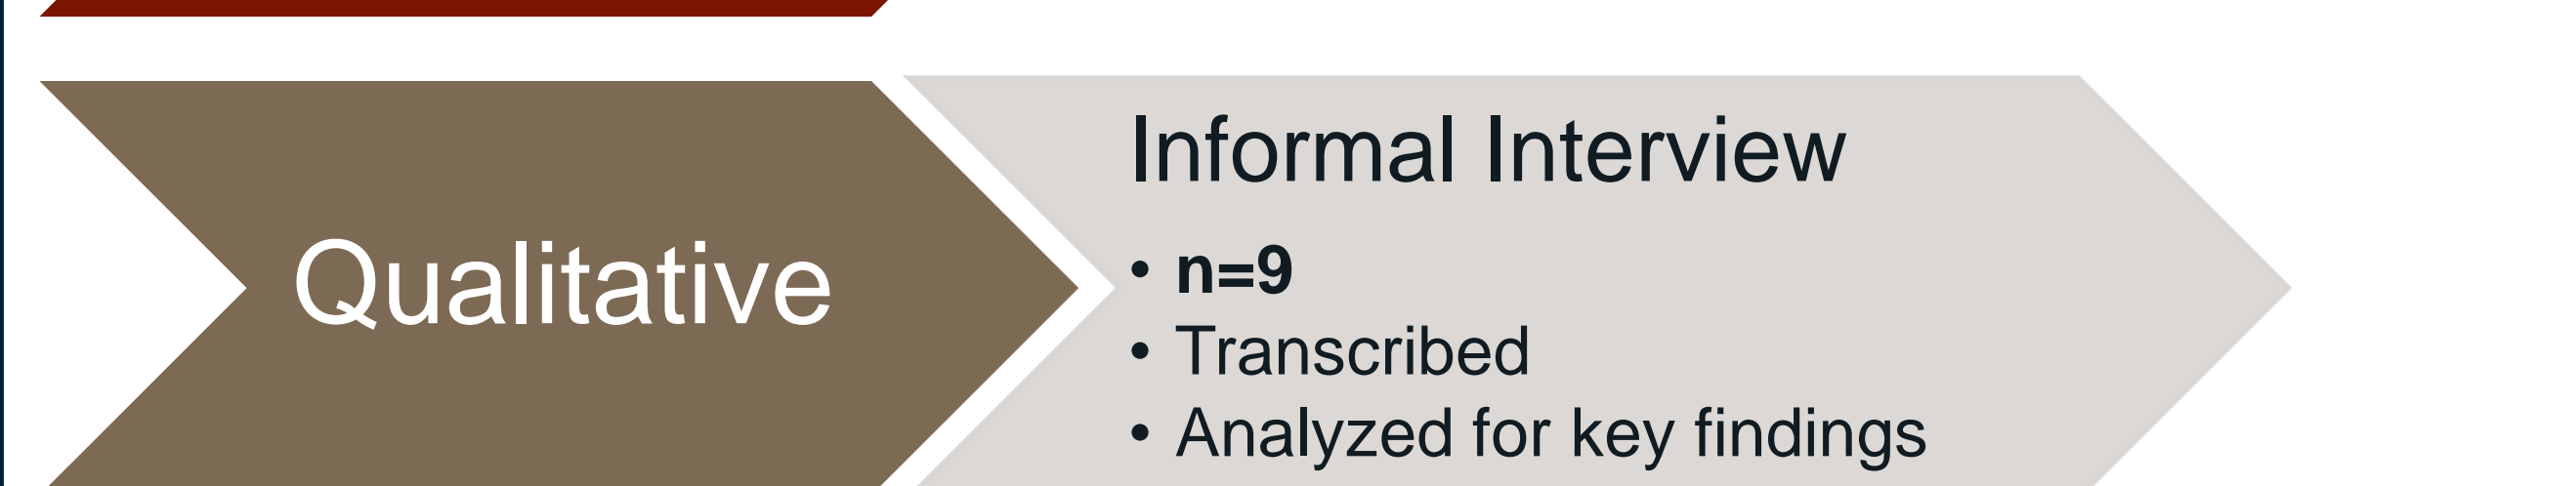 Qualitative
Informal Interview
• n=9
• Transcribed
• Analyzed for key findings